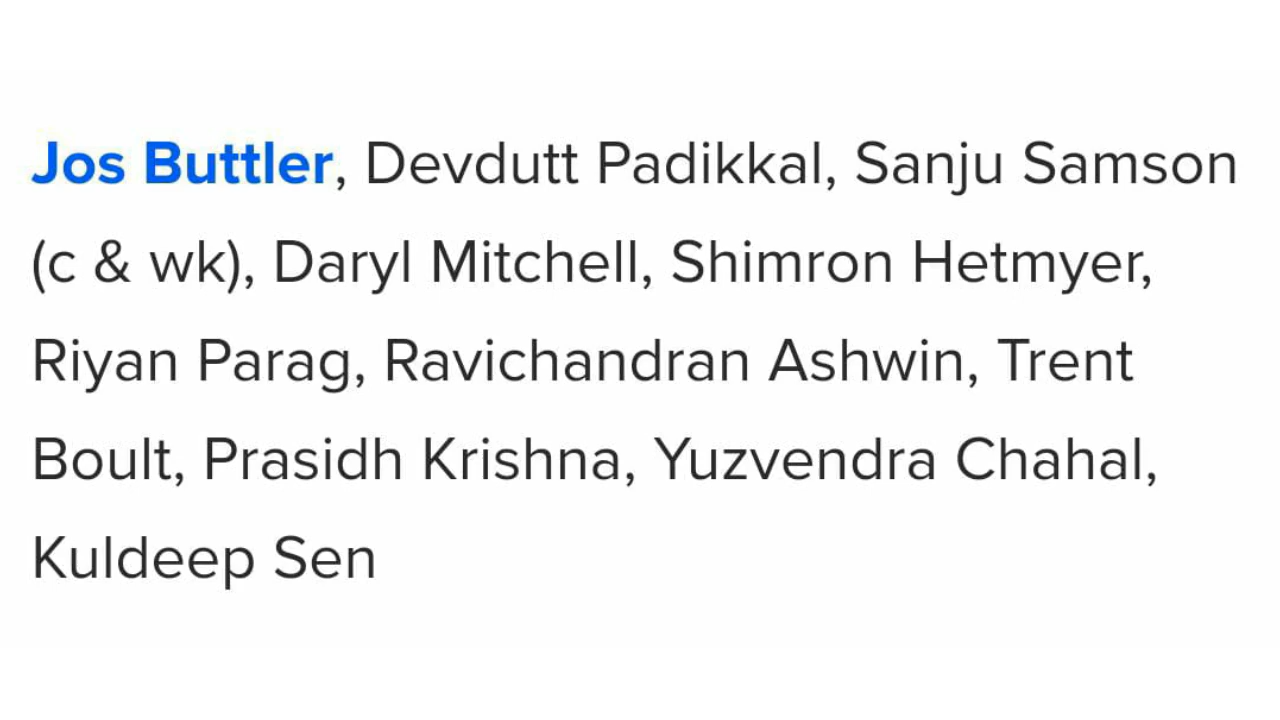 Jos Buttler, Devdutt Padikkal, Sanju Samson
(c & wk), Daryl Mitchell, Shimron Hetmyer,
Riyan Parag, Ravichandran Ashwin, Trent
Boult, Prasidh Krishna, Yuzvendra Chahal,
Kuldeep Sen